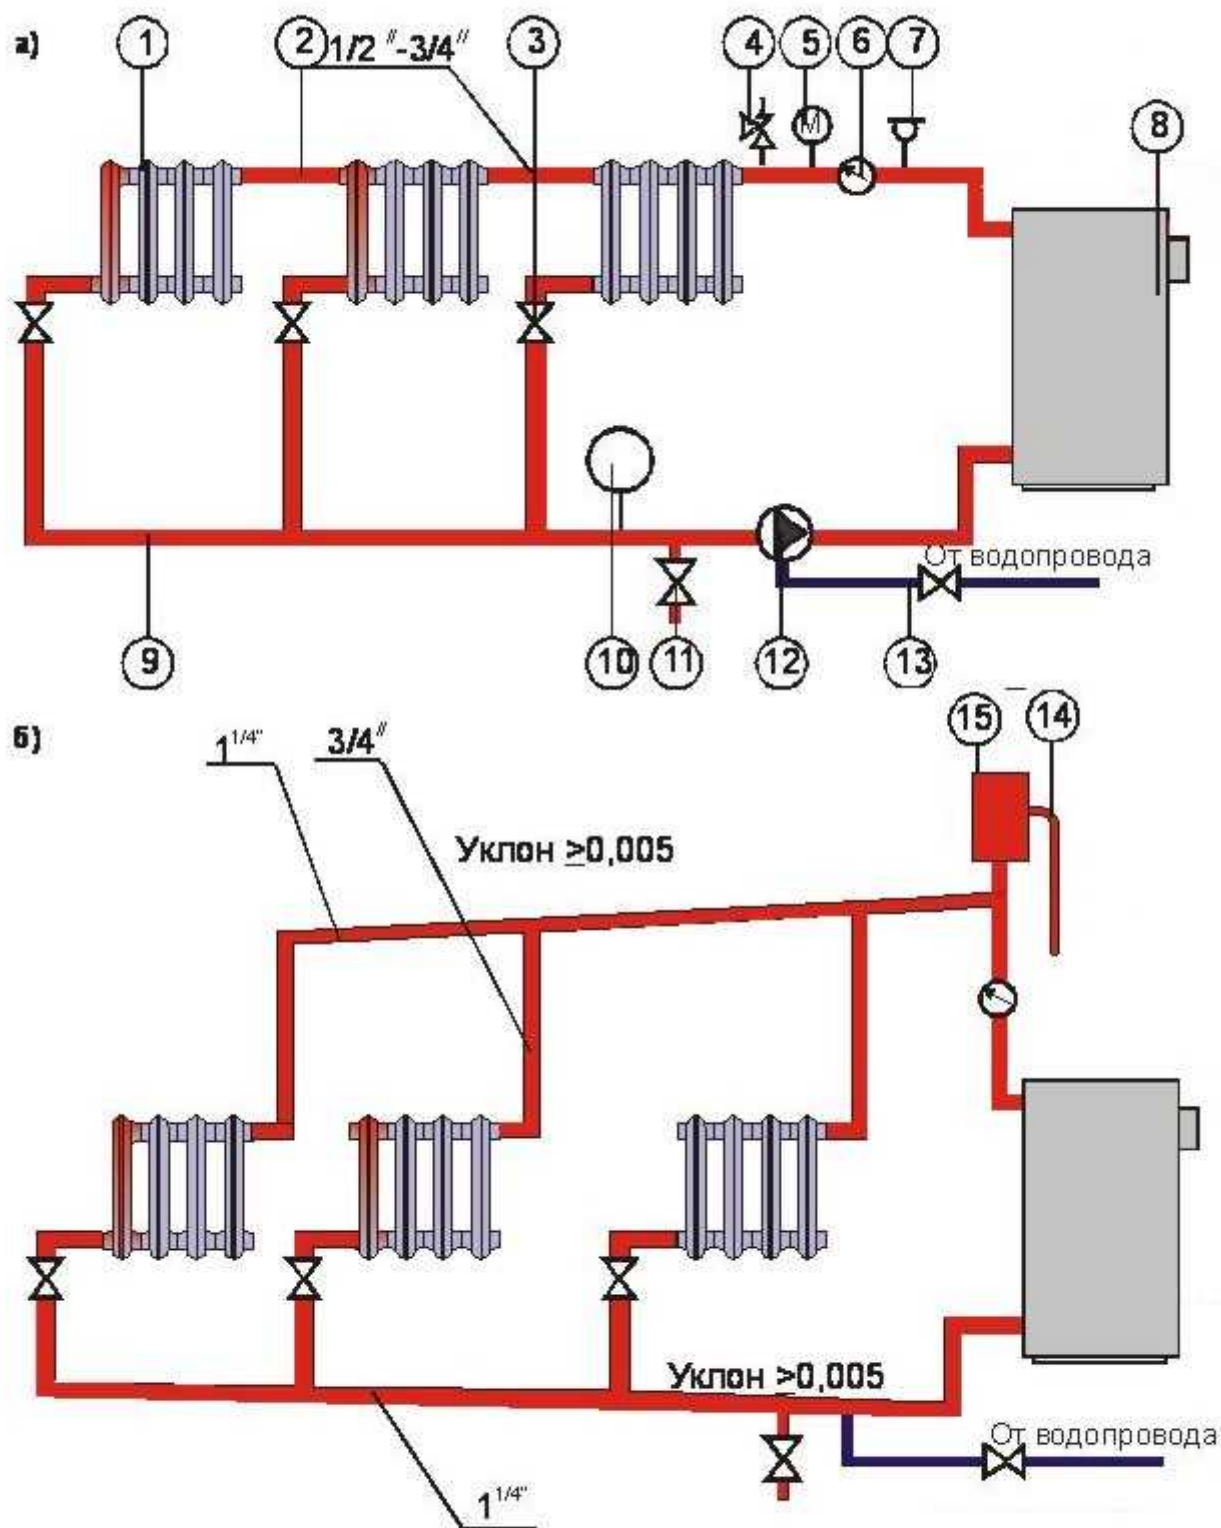 а) 1 2 1/2 "-3/4" 3 4 5 6 7
M
8
От водопровода
9 10 11 12 13
б) 1 1/4" 3/4" 15 14
Уклон ≥0,005
Уклон ≥0,005
От водопровода
1 1/4"